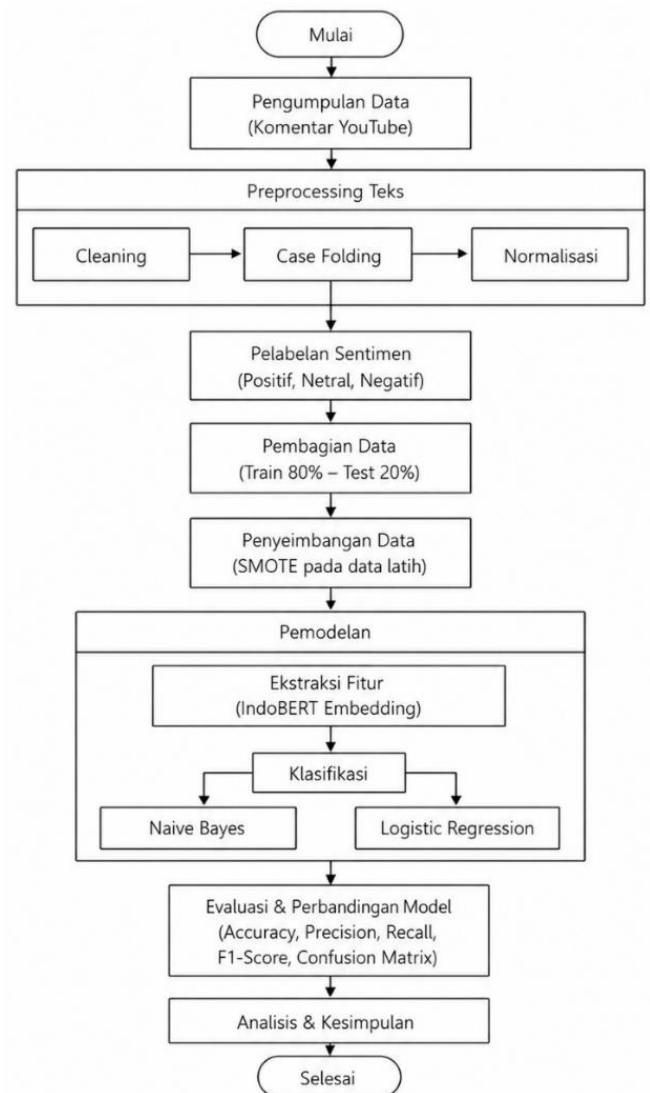 Mulai
Pengumpulan Data
(Komentar YouTube)
Preprocessing Teks
Cleaning
Case Folding
Normalisasi
Pelabelan Sentimen
(Positif, Netral, Negatif)
Pembagian Data
(Train 80% – Test 20%)
Penyeimbangan Data
(SMOTE pada data latih)
Pemodelan
Ekstraksi Fitur
(IndoBERT Embedding)
Klasifikasi
Naive Bayes
Logistic Regression
Evaluasi & Perbandingan Model
(Accuracy, Precision, Recall,
F1-Score, Confusion Matrix)
Analisis & Kesimpulan
Selesai